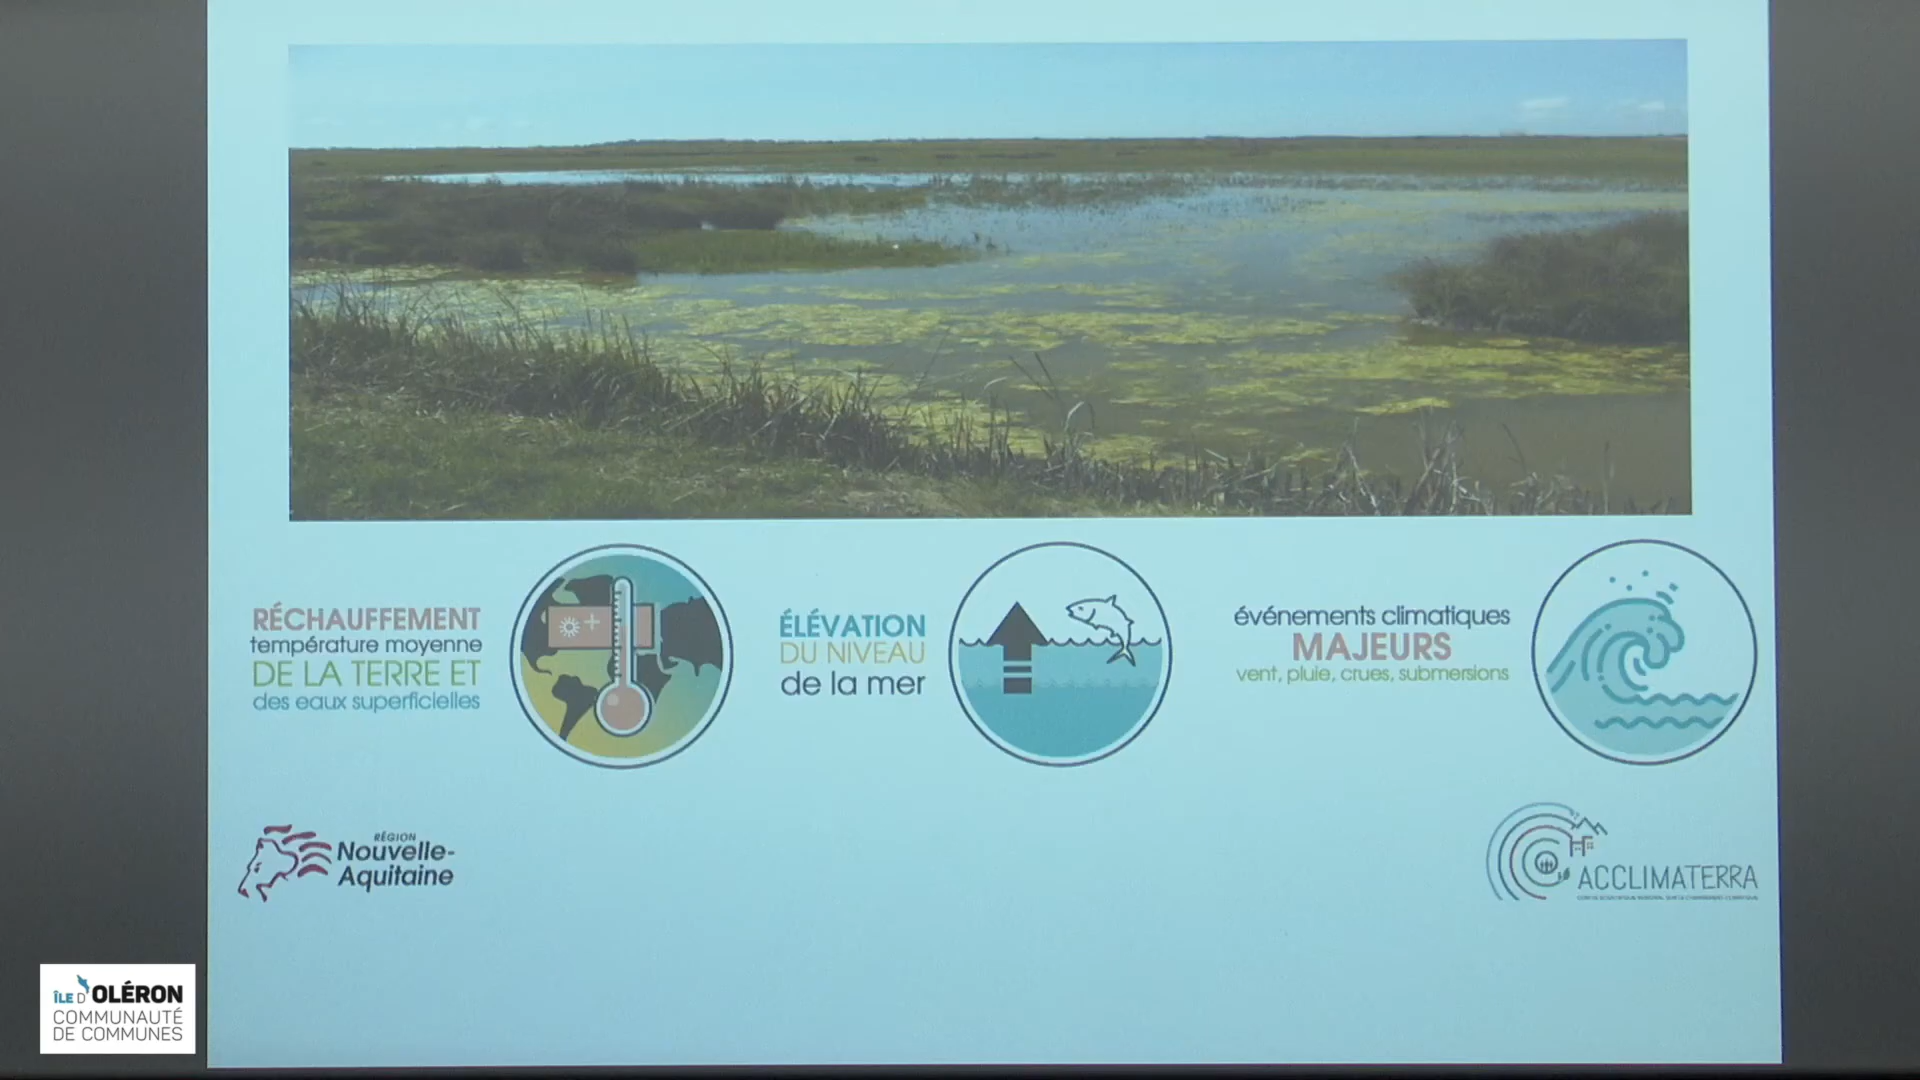 RÉCHAUFFEMENT
température moyenne
DE LA TERRE ET
des eaux superficielles
ÉLÉVATION
DU NIVEAU
de la mer
événements climatiques
MAJEURS
vent, pluie, crues, submersions
RÉGION
Nouvelle-
Aquitaine
ACCLIMATERRA
ÎLE D'OLÉRON
COMMUNAUTÉ
DE COMMUNES